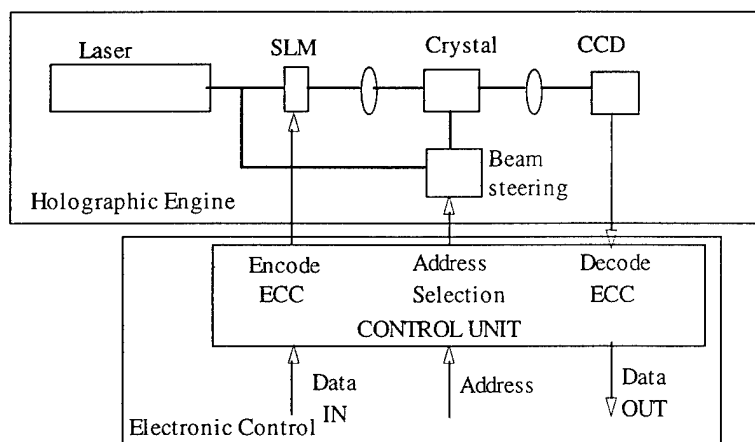 Laser
SLM
Crystal
CCD
Beam
steering
Holographic Engine
Encode
ECC
Address
Selection
Decode
ECC
CONTROL UNIT
Data
IN
Address
Data
OUT
Electronic Control